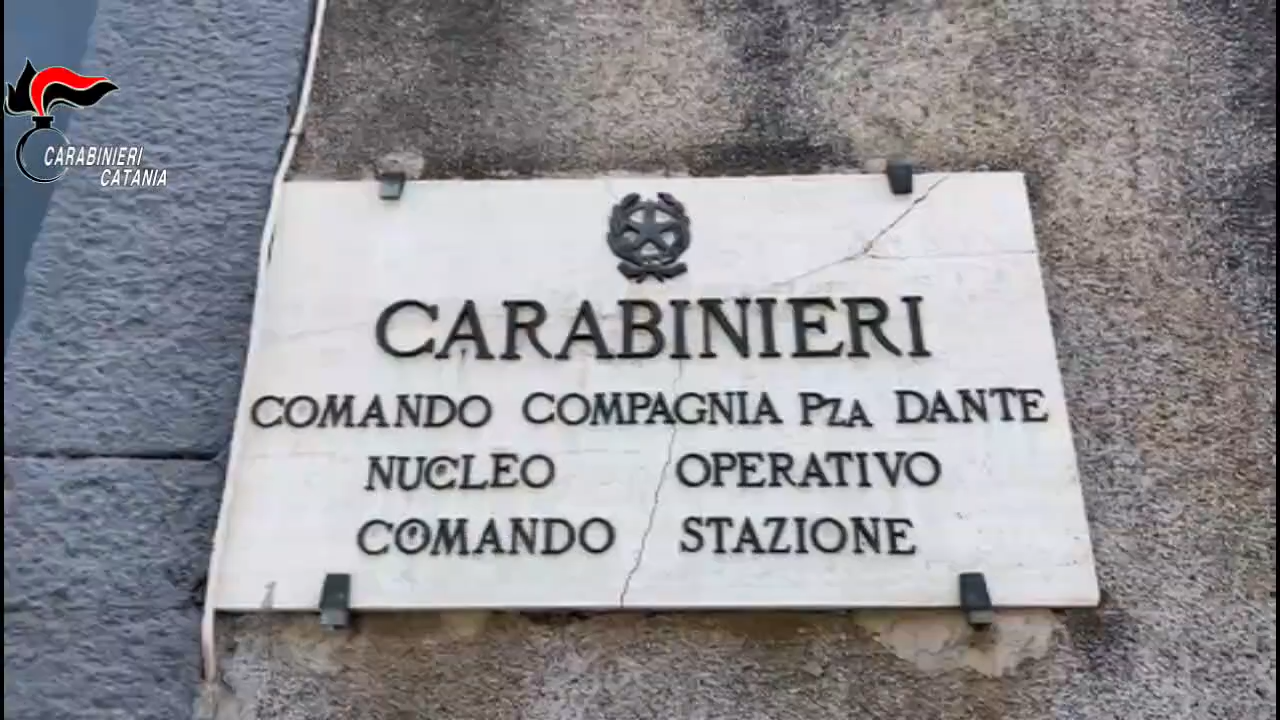 CARABINIERI
CATANIA
CARABINIERI
COMANDO COMPAGNIA PZA DANTE
NUCLEO OPERATIVO
COMANDO STAZIONE